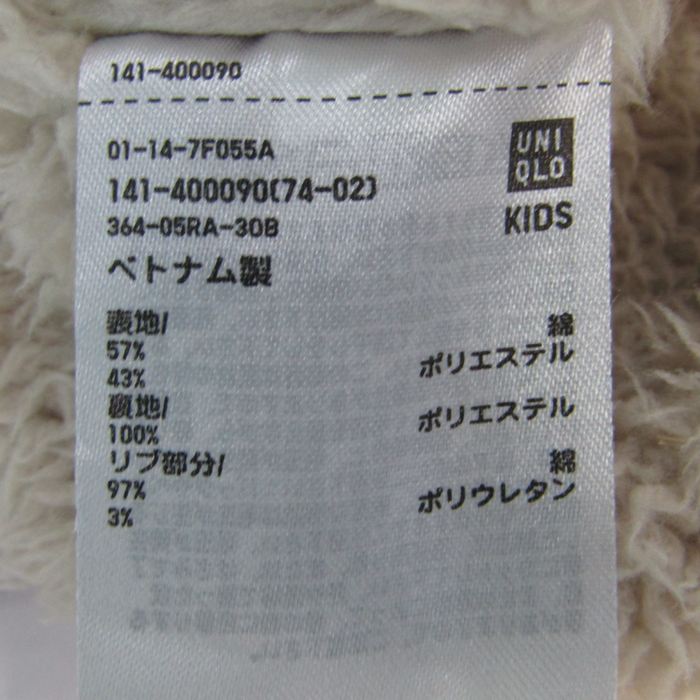 141-400090
01-14-7F055A
UNI
QLO
141-400090(74-02)
KIDS
364-05RA-30B
ベトナム製
表地/ 綿
57%
ポリエステル
43%
裏地/ ポリエステル
100%
リブ部分/ 綿
97%
ポリウレタン
3%